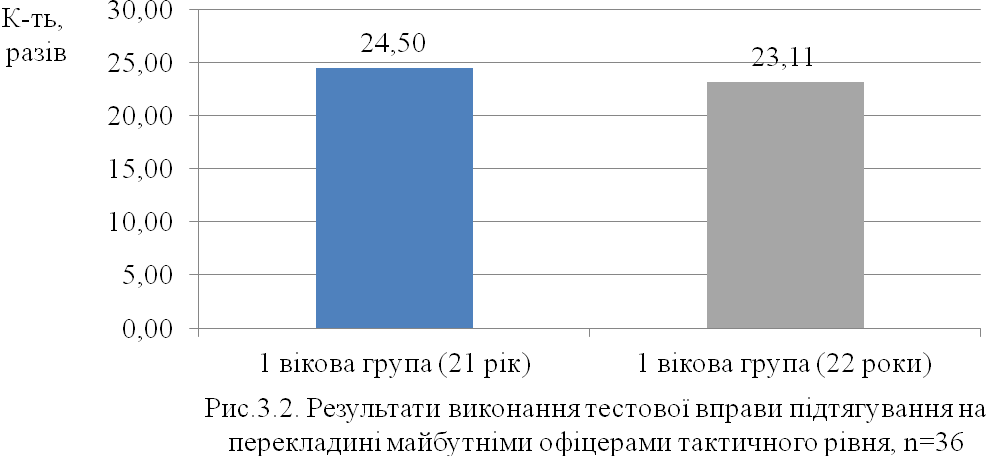 К-ть,
разів
30,00
25,00
20,00
15,00
10,00
5,00
0,00
24,50
23,11
1 вікова група (21 рік)
1 вікова група (22 роки)
Рис.3.2. Результати виконання тестової вправи підтягування на
перекладині майбутніми офіцерами тактичного рівня, n=36